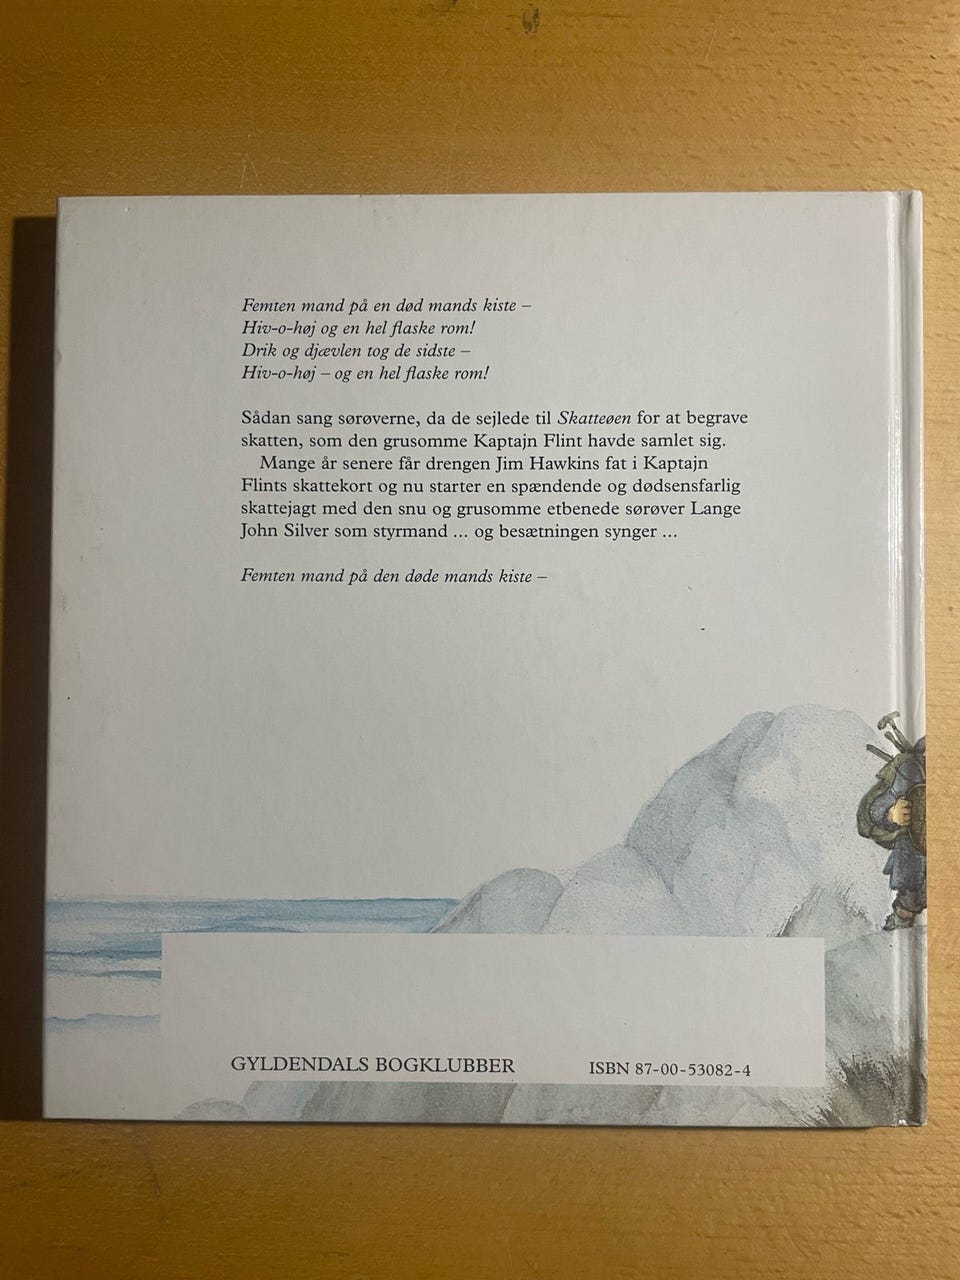 Femten mand på en død mands kiste –
Hiv-o-høj og en hel flaske rom!
Drik og djævlen tog de sidste –
Hiv-o-høj – og en hel flaske rom!
Sådan sang sørøverne, da de sejlede til Skatteøen for at begrave
skatten, som den grusomme Kaptajn Flint havde samlet sig.
Mange år senere får drengen Jim Hawkins fat i Kaptajn
Flints skattekort og nu starter en spændende og dødsensfarlig
skattejagt med den snu og grusomme etbenede sørøver Lange
John Silver som styrmand ... og besætningen synger ...
Femten mand på den døde mands kiste –
GYLDENDALS BOGKLUBBER
ISBN 87-00-53082-4